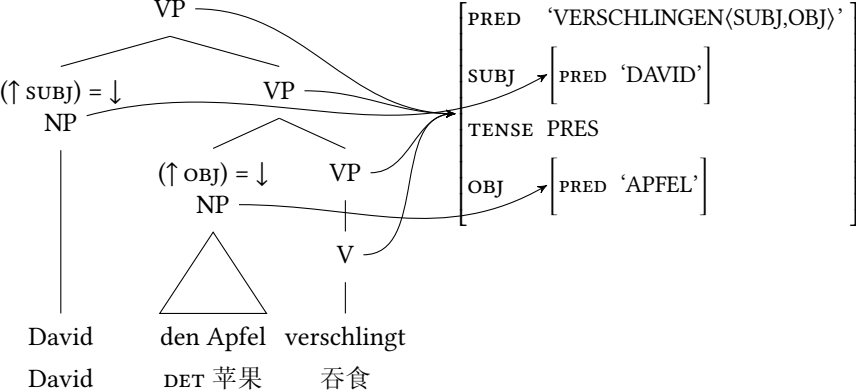 VP
PRED ‘VERSCHLINGEN⟨SUBJ,OBJ⟩’
(↑ SUBJ) = ↓
NP
VP
SUBJ [PRED ‘DAVID’]
TENSE PRES
(↑ OBJ) = ↓
NP
VP
OBJ [PRED ‘APFEL’]
V
David den Apfel verschlingt
David DET 苹果 吞食